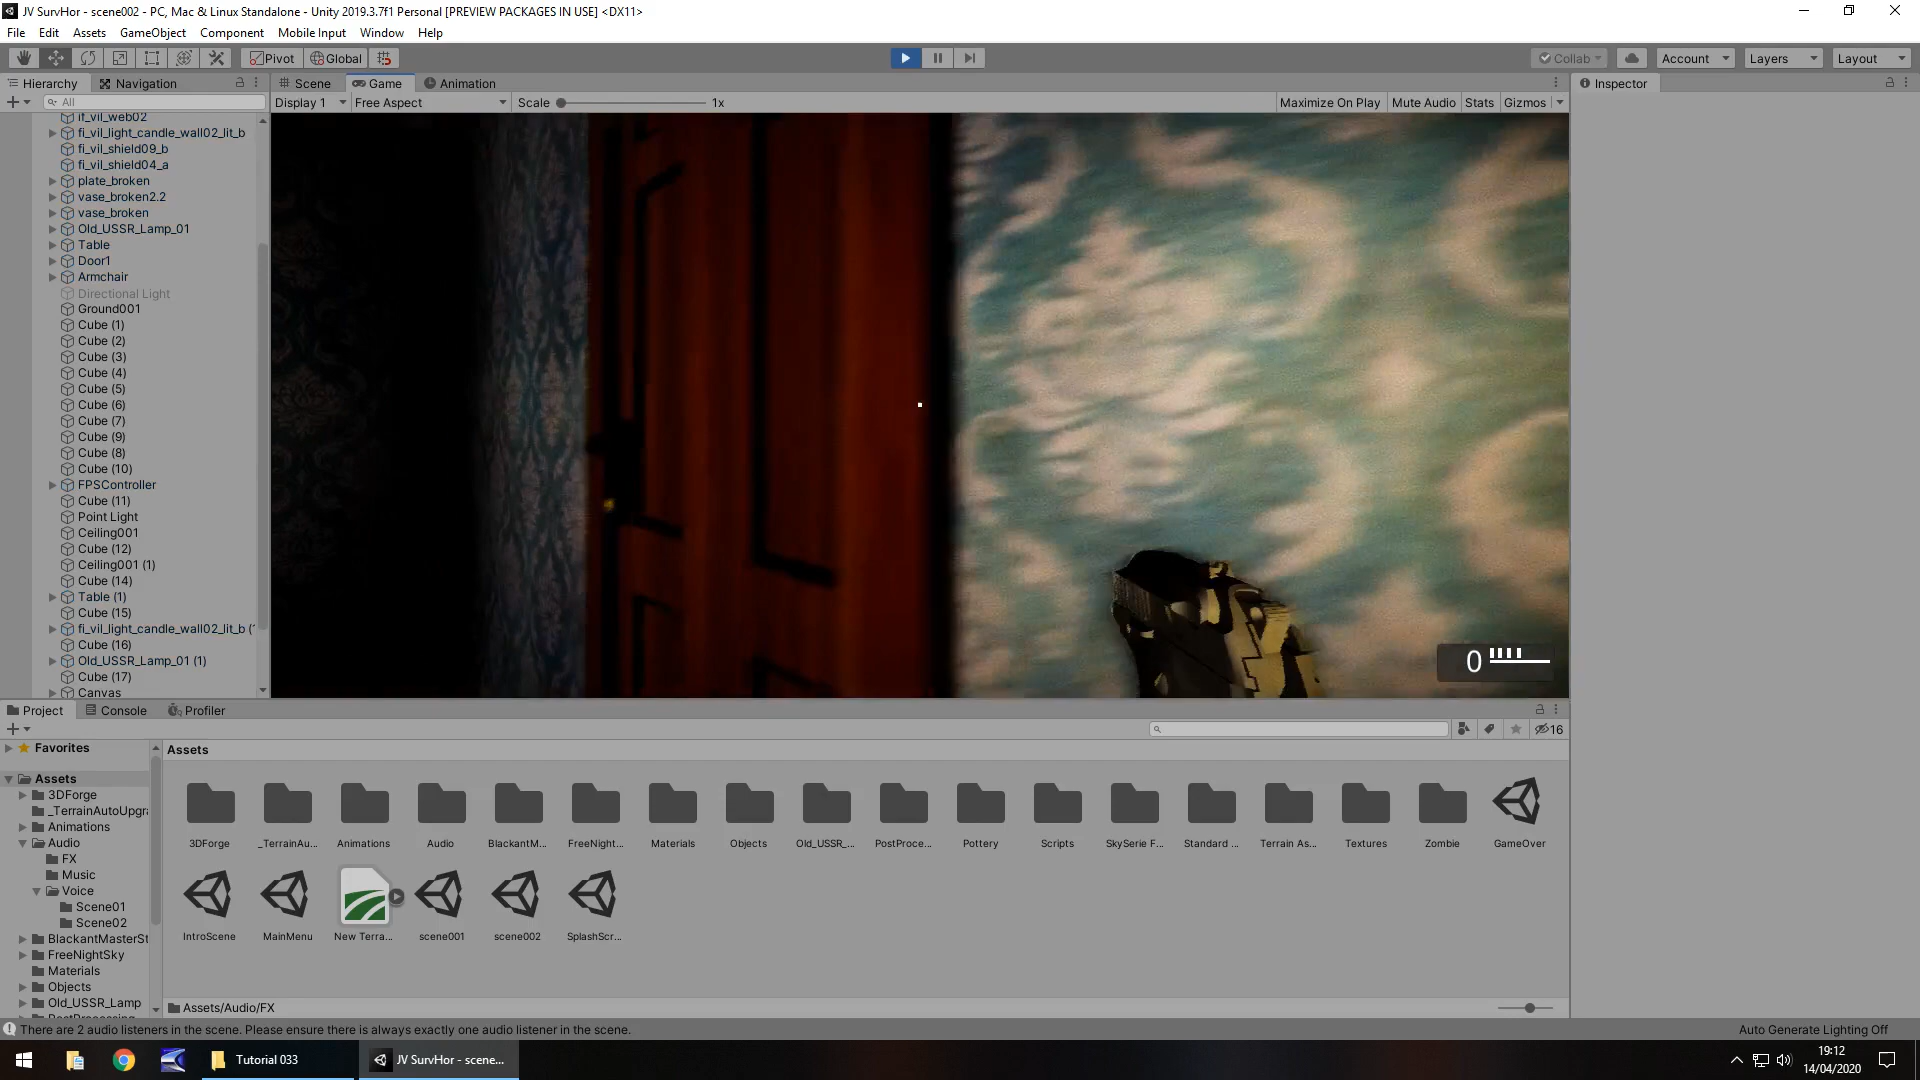 JV SurvHor - scene002 - PC, Mac & Linux Standalone - Unity 2019.3.7f1 Personal [PREVIEW PACKAGES IN USE] <DX11>
File Edit Assets GameObject Component Mobile Input Window Help
Pivot Global Collab Account Layers Layout
Hierarchy Navigation Scene Game Animation Inspector
All Display 1 Free Aspect Scale 1x Maximize On Play Mute Audio Stats Gizmos
if_vil_web02
fi_vil_light_candle_wall02_lit_b
fi_vil_shield09_b
fi_vil_shield04_a
plate_broken
vase_broken2.2
vase_broken
Old_USSR_Lamp_01
Table
Door1
Armchair
Directional Light
Ground001
Cube (1)
Cube (2)
Cube (3)
Cube (4)
Cube (5)
Cube (6)
Cube (7)
Cube (9)
Cube (8)
Cube (10)
FPSController
Cube (11)
Point Light
Ceiling001
Cube (12)
Ceiling001 (1)
Cube (14)
Table (1)
Cube (15)
fi_vil_light_candle_wall02_lit_b (
Cube (16)
Old_USSR_Lamp_01 (1)
Cube (17)
Canvas
0
Project Console Profiler
16
Favorites
Assets
3DForge
_TerrainAutoUpgra
Animations
Audio
FX
Music
Voice
Scene01
Scene02
BlackantMasterSt
FreeNightSky
Materials
Objects
Old_USSR_Lamp
PostProcessing
Assets
3DForge _TerrainAu... Animations Audio BlackantM... FreeNight... Materials Objects Old_USSR_... PostProce... Pottery Scripts SkySerie F... Standard ... Terrain As... Textures Zombie GameOver
IntroScene MainMenu New Terra... scene001 scene002 SplashScr...
Assets/Audio/FX
There are 2 audio listeners in the scene. Please ensure there is always exactly one audio listener in the scene.
Auto Generate Lighting Off
Tutorial 033 JV SurvHor - scene...
19:12
14/04/2020